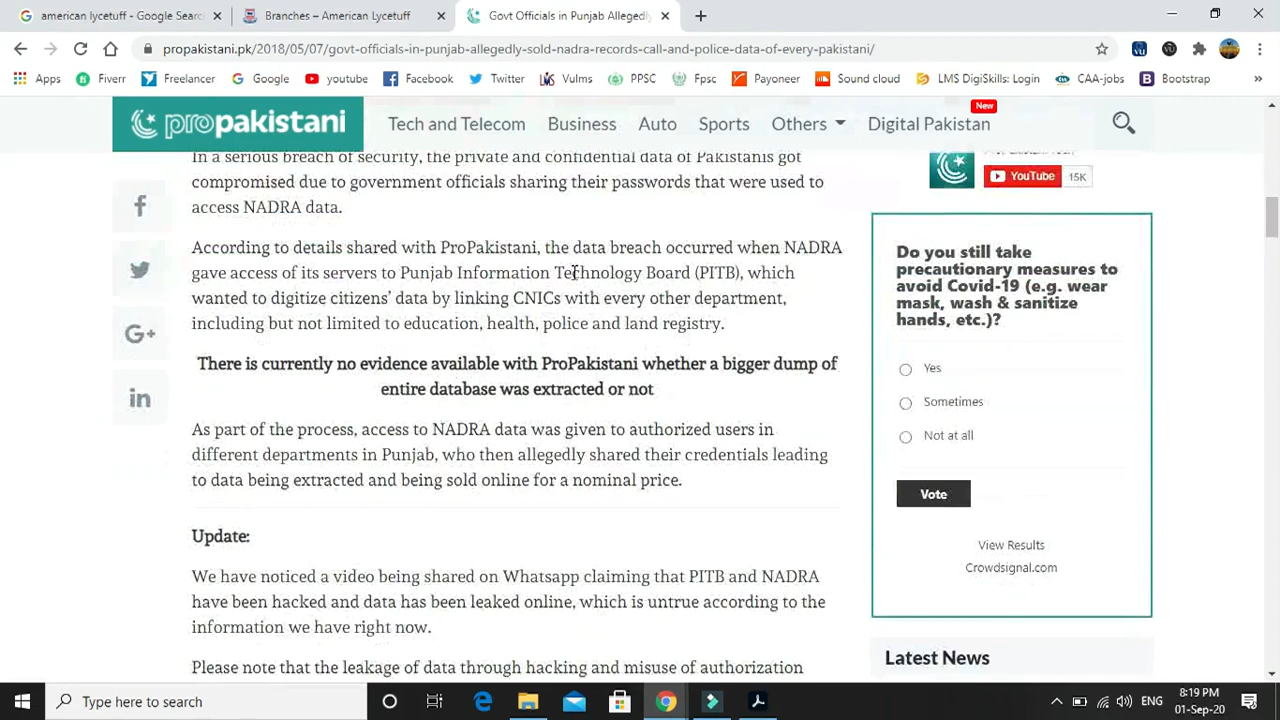 american lycetuff - Google Sear
Branches – American Lycetuff
Govt Officials in Punjab Allegedly
propakistani.pk/2018/05/07/govt-officials-in-punjab-allegedly-sold-nadra-records-call-and-police-data-of-every-pakistani/
Apps
Fiverr
Freelancer
Google
youtube
Facebook
Twitter
Vulms
PPSC
Fpsc
Payoneer
Sound cloud
LMS DigiSkills: Login
CAA-jobs
Bootstrap
»
propakistani
Tech and Telecom
Business
Auto
Sports
Others
New
Digital Pakistan
In a serious breach of security, the private and confidential data of Pakistanis got
compromised due to government officials sharing their passwords that were used to
access NADRA data.
According to details shared with ProPakistani, the data breach occurred when NADRA
gave access of its servers to Punjab Information Technology Board (PITB), which
wanted to digitize citizens' data by linking CNICs with every other department,
including but not limited to education, health, police and land registry.
There is currently no evidence available with ProPakistani whether a bigger dump of
entire database was extracted or not
As part of the process, access to NADRA data was given to authorized users in
different departments in Punjab, who then allegedly shared their credentials leading
to data being extracted and being sold online for a nominal price.
Update:
We have noticed a video being shared on Whatsapp claiming that PITB and NADRA
have been hacked and data has been leaked online, which is untrue according to the
information we have right now.
Please note that the leakage of data through hacking and misuse of authorization
YouTube 15K
Do you still take
precautionary measures to
avoid Covid-19 (e.g. wear
mask, wash & sanitize
hands, etc.)?
Yes
Sometimes
Not at all
Vote
View Results
Crowdsignal.com
Latest News
Type here to search
ENG
8:19 PM
01-Sep-20